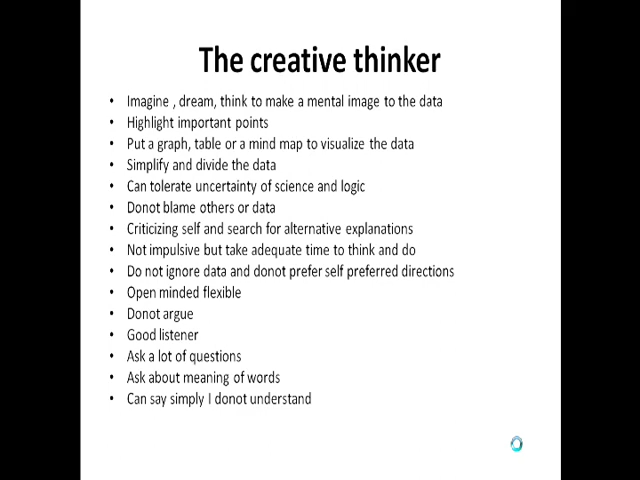 The creative thinker
• Imagine , dream, think to make a mental image to the data
• Highlight important points
• Put a graph, table or a mind map to visualize the data
• Simplify and divide the data
• Can tolerate uncertainty of science and logic
• Donot blame others or data
• Criticizing self and search for alternative explanations
• Not impulsive but take adequate time to think and do
• Do not ignore data and donot prefer self preferred directions
• Open minded flexible
• Donot argue
• Good listener
• Ask a lot of questions
• Ask about meaning of words
• Can say simply I donot understand